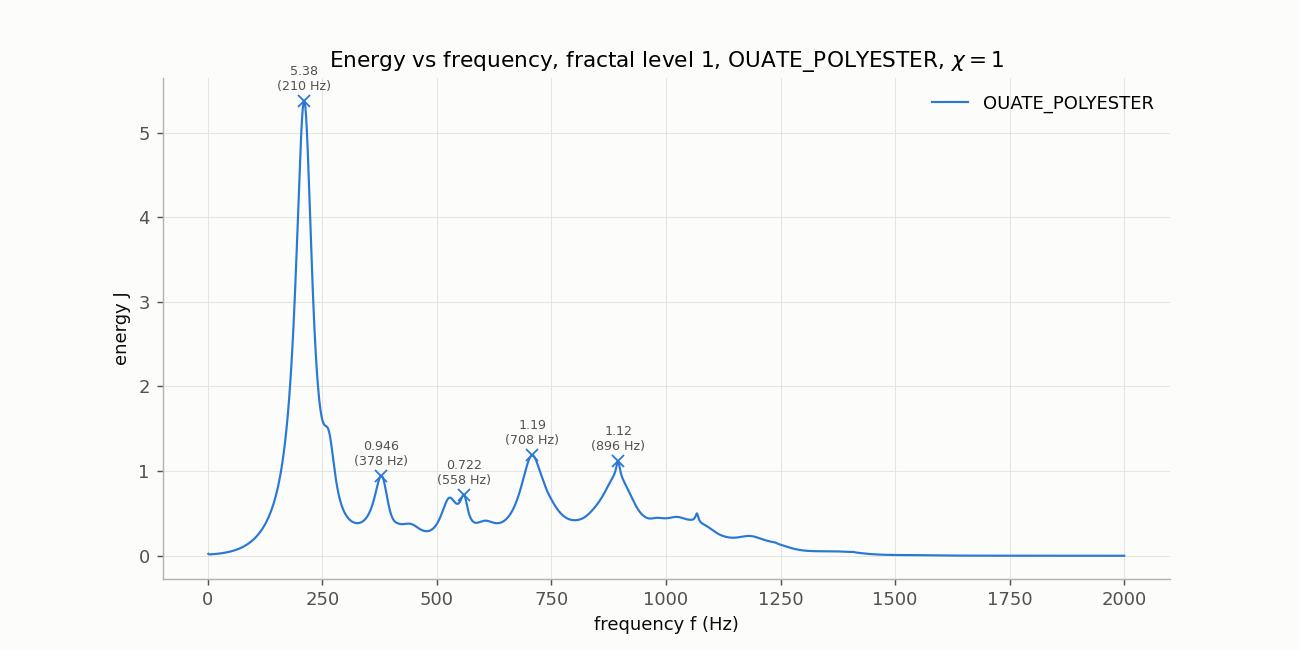 Energy vs frequency, fractal level 1, OUATE_POLYESTER, χ = 1
5.38
(210 Hz)
OUATE_POLYESTER
5
4
3
2
1
0
energy J
0.946
(378 Hz)
0.722
(558 Hz)
1.19
(708 Hz)
1.12
(896 Hz)
0 250 500 750 1000 1250 1500 1750 2000
frequency f (Hz)